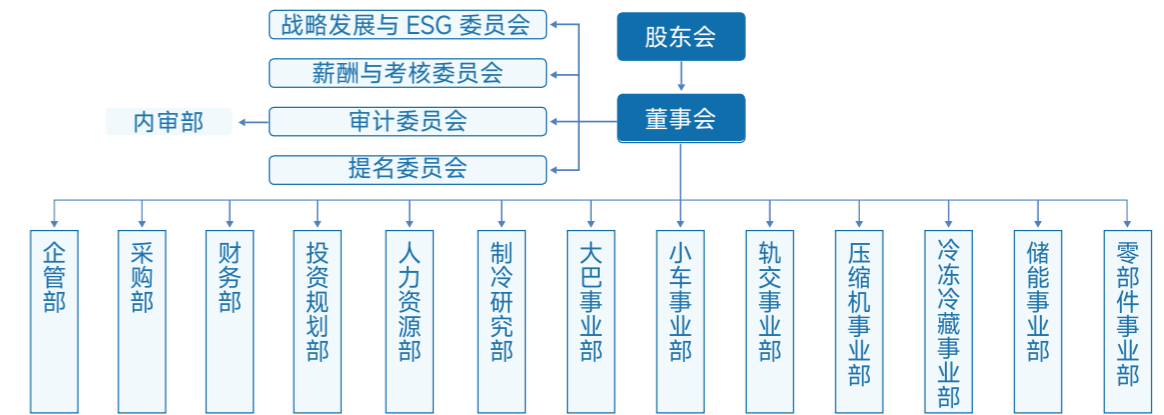 战略发展与 ESG 委员会
股东会
薪酬与考核委员会
内审部
审计委员会
董事会
提名委员会
企管部
采购部
财务部
投资规划部
人力资源部
制冷研究部
大巴事业部
小车事业部
轨交事业部
压缩机事业部
冷冻冷藏事业部
储能事业部
零部件事业部